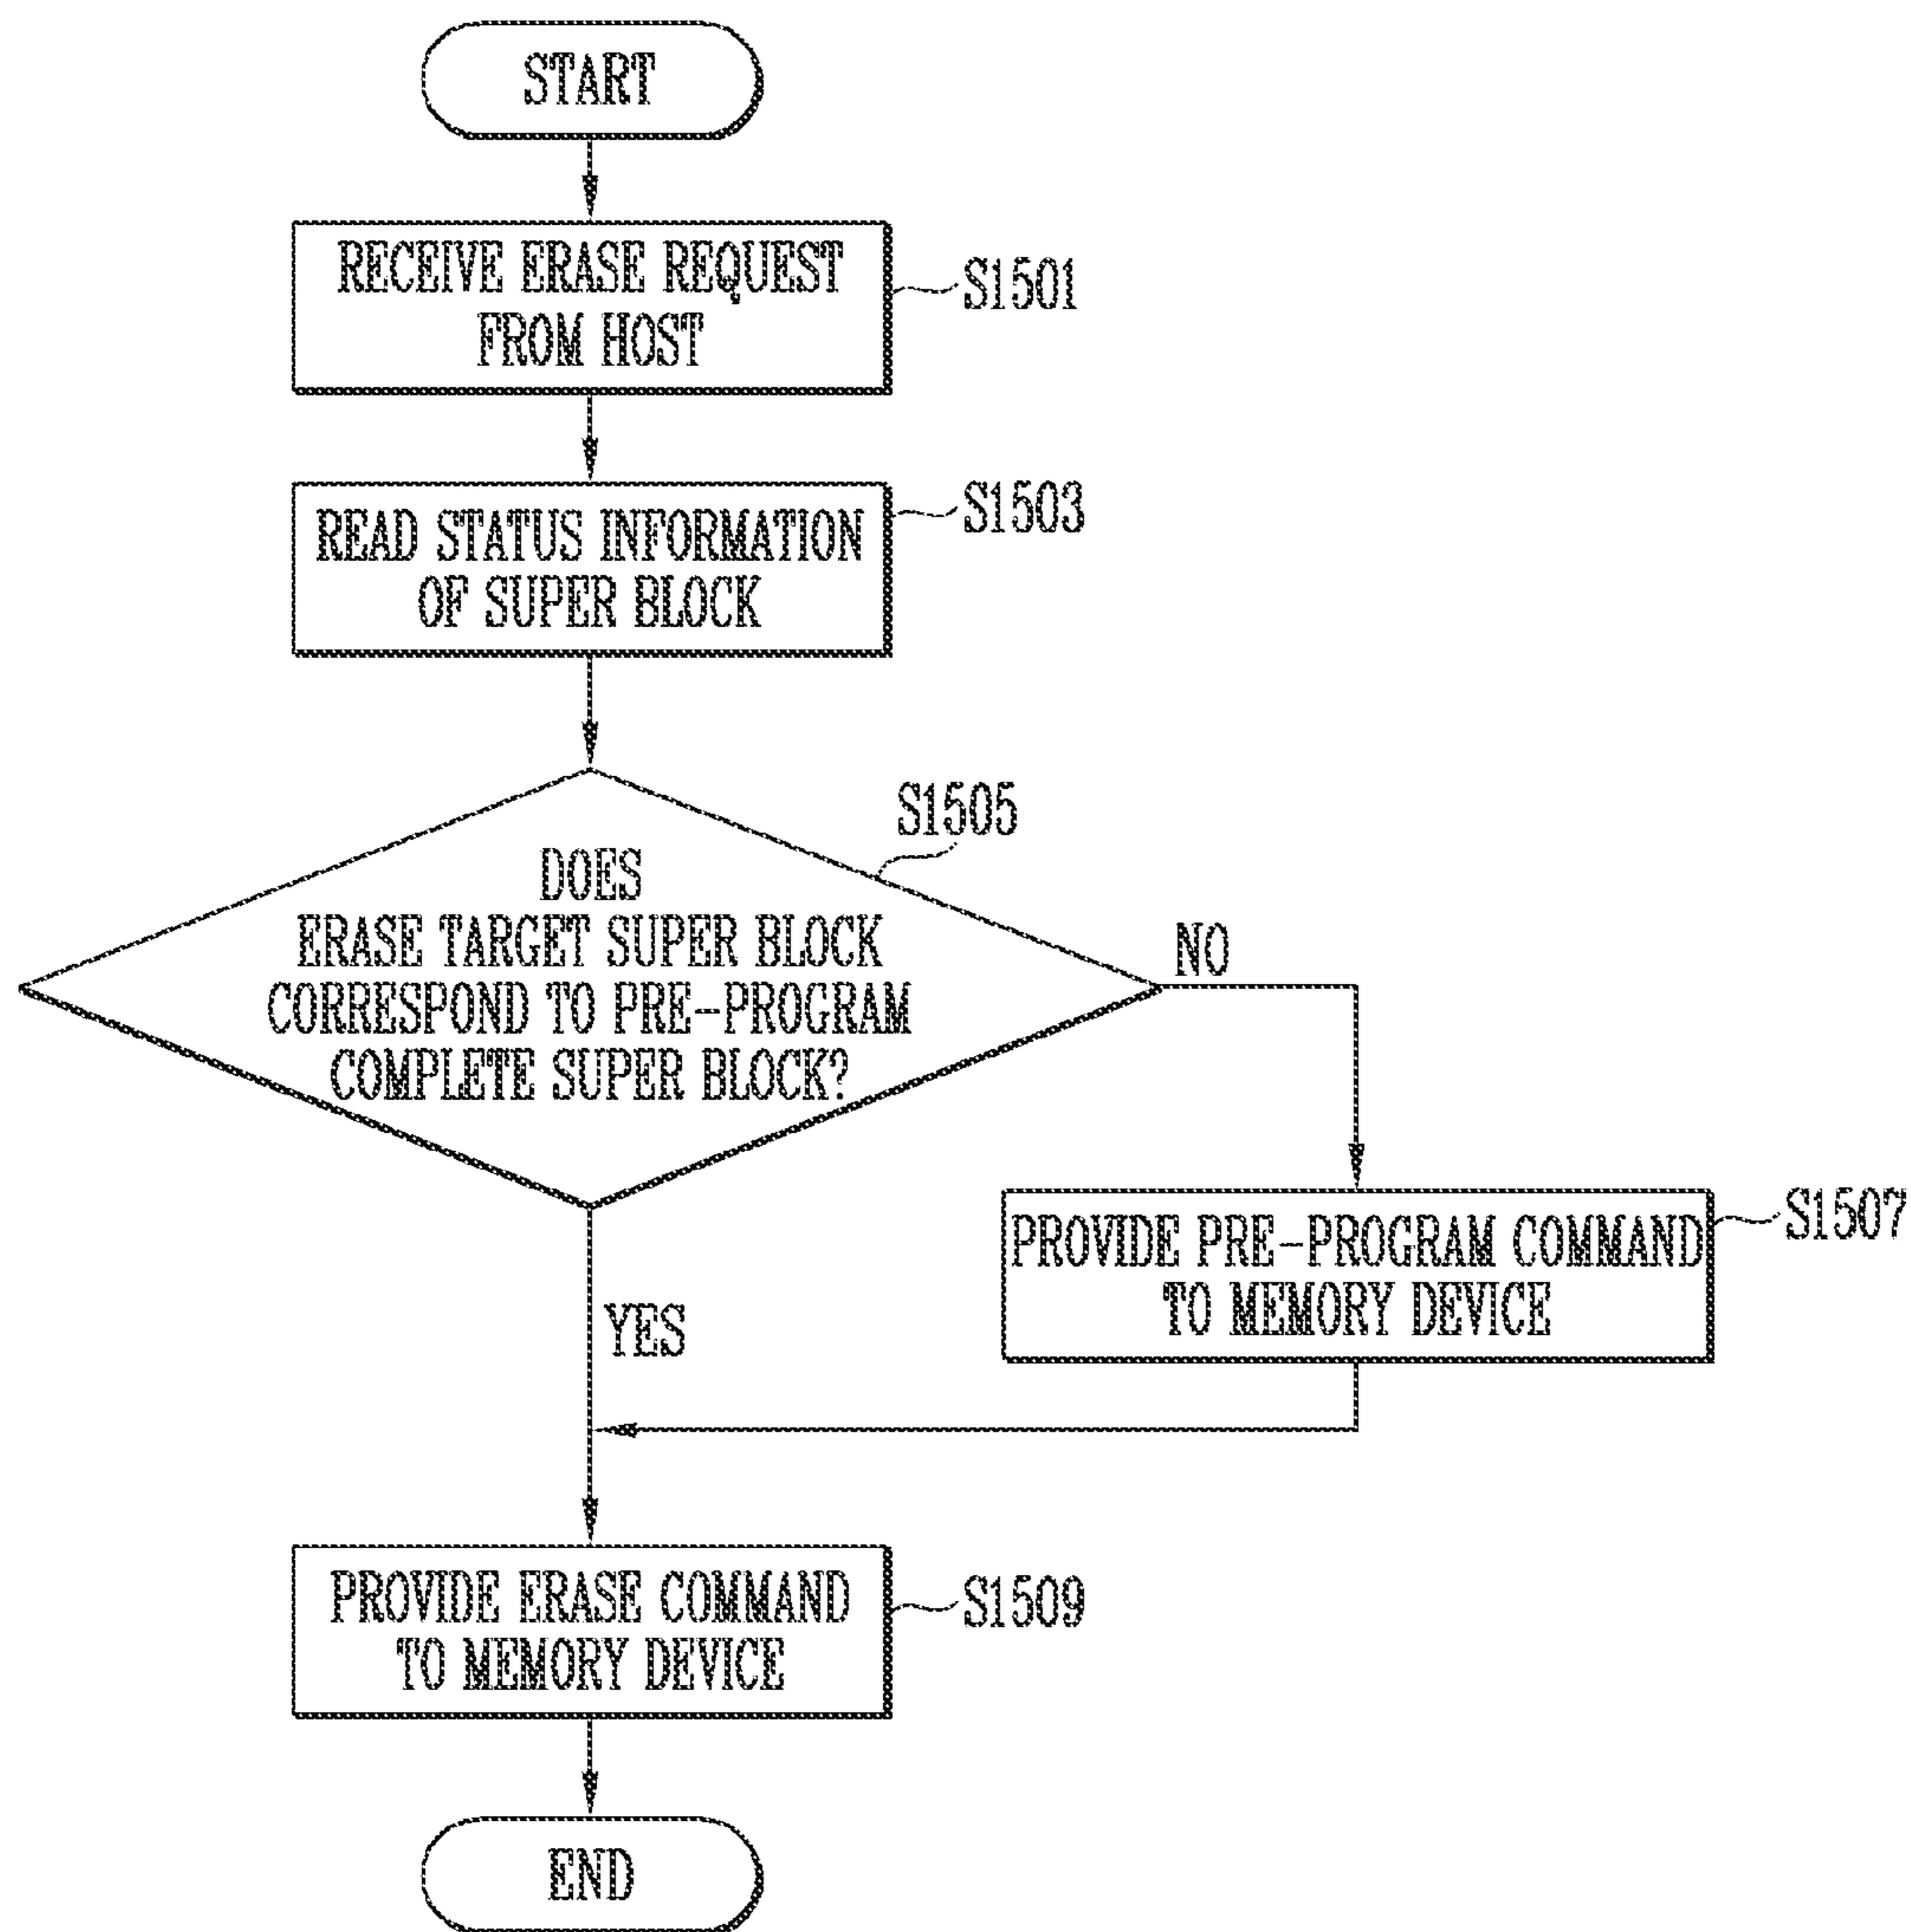 START
RECEIVE ERASE REQUEST
FROM HOST
S1501
READ STATUS INFORMATION
OF SUPER BLOCK
S1503
S1505
DOES
ERASE TARGET SUPER BLOCK
CORRESPOND TO PRE-PROGRAM
COMPLETE SUPER BLOCK?
NO
PROVIDE PRE-PROGRAM COMMAND
TO MEMORY DEVICE
S1507
YES
PROVIDE ERASE COMMAND
TO MEMORY DEVICE
S1509
END